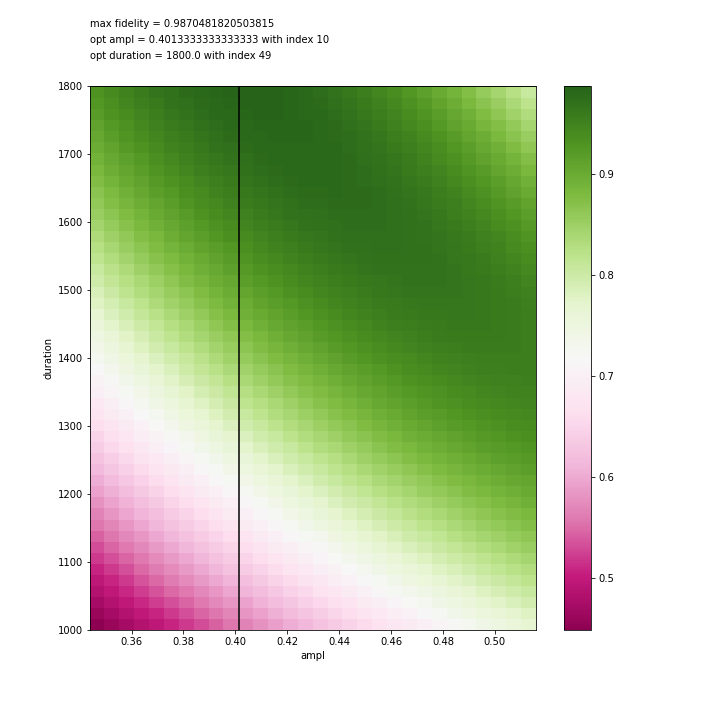 max fidelity = 0.9870481820503815
opt ampl = 0.4013333333333333 with index 10
opt duration = 1800.0 with index 49
1800
1700
1600
1500
1400
1300
1200
1100
1000
duration
0.36 0.38 0.40 0.42 0.44 0.46 0.48 0.50
ampl
0.9
0.8
0.7
0.6
0.5